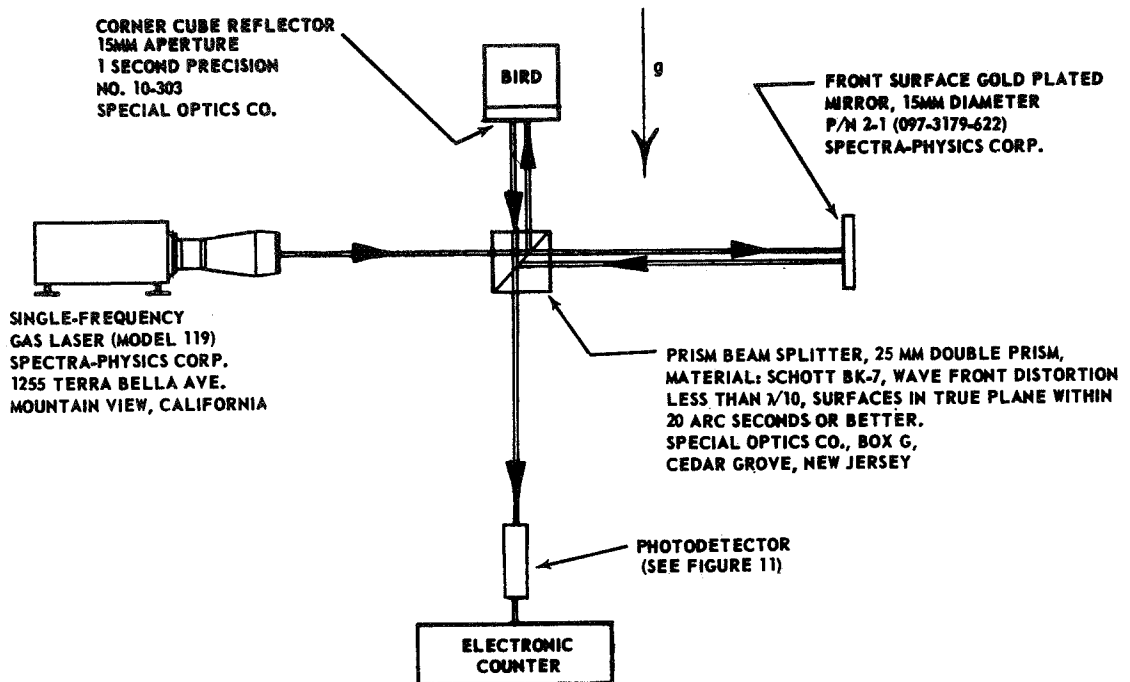 CORNER CUBE REFLECTOR
15MM APERTURE
1 SECOND PRECISION
NO. 10-303
SPECIAL OPTICS CO.
BIRD
g
FRONT SURFACE GOLD PLATED
MIRROR, 15MM DIAMETER
P/N 2-1 (097-3179-622)
SPECTRA-PHYSICS CORP.
SINGLE-FREQUENCY
GAS LASER (MODEL 119)
SPECTRA-PHYSICS CORP.
1255 TERRA BELLA AVE.
MOUNTAIN VIEW, CALIFORNIA
PRISM BEAM SPLITTER, 25 MM DOUBLE PRISM,
MATERIAL: SCHOTT BK-7, WAVE FRONT DISTORTION
LESS THAN λ/10, SURFACES IN TRUE PLANE WITHIN
20 ARC SECONDS OR BETTER.
SPECIAL OPTICS CO., BOX G,
CEDAR GROVE, NEW JERSEY
PHOTODETECTOR
(SEE FIGURE 11)
ELECTRONIC
COUNTER